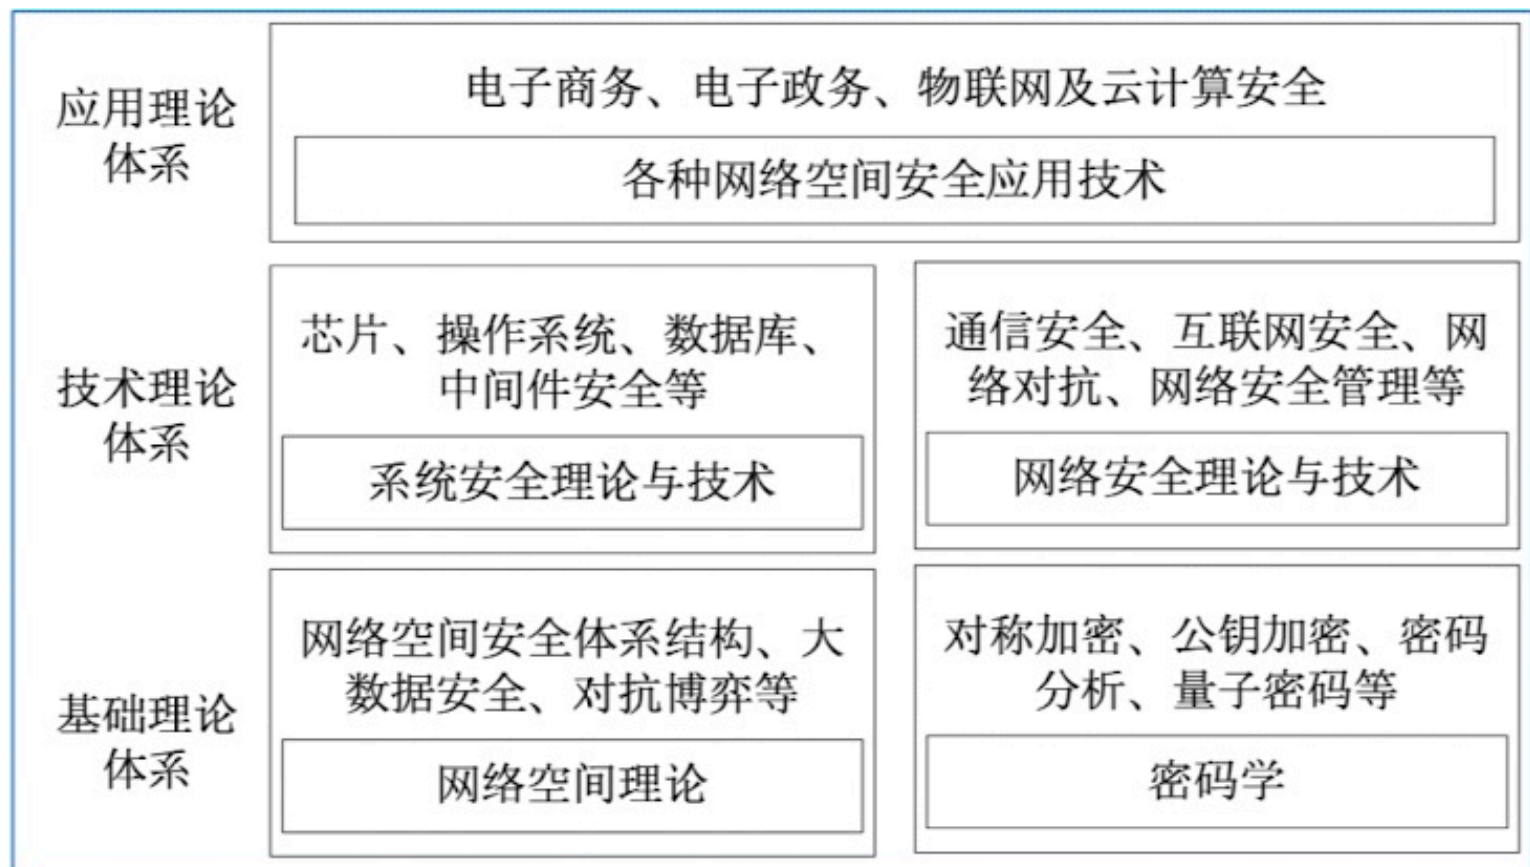 应用理论
体系
电子商务、电子政务、物联网及云计算安全
各种网络空间安全应用技术
技术理论
体系
芯片、操作系统、数据库、
中间件安全等
系统安全理论与技术
通信安全、互联网安全、网
络对抗、网络安全管理等
网络安全理论与技术
基础理论
体系
网络空间安全体系结构、大
数据安全、对抗博弈等
网络空间理论
对称加密、公钥加密、密码
分析、量子密码等
密码学